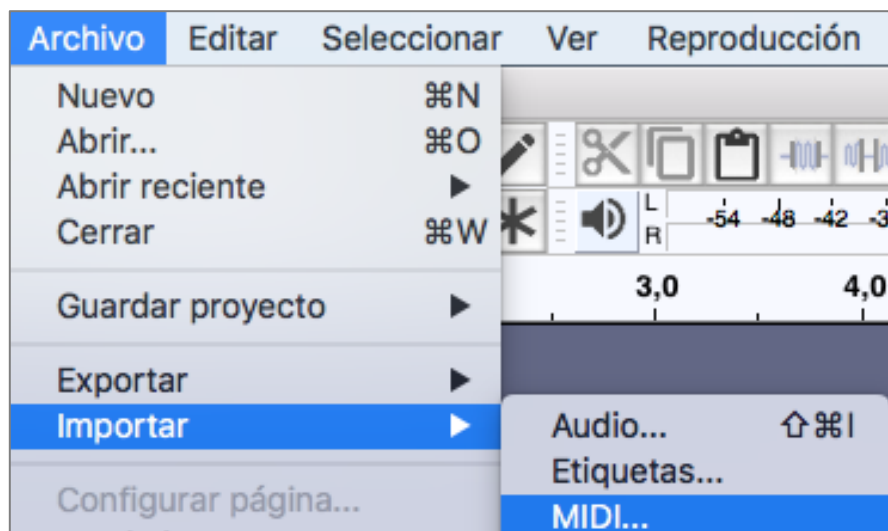 Archivo Editar Seleccionar Ver Reproducción
Nuevo ⌘N
Abrir... ⌘O
Abrir reciente ▶
Cerrar ⌘W
Guardar proyecto ▶
Exportar ▶
Importar ▶
Configurar página...
L
R
-54 -48 -42
3,0 4,0
Audio... ⇧⌘I
Etiquetas...
MIDI...